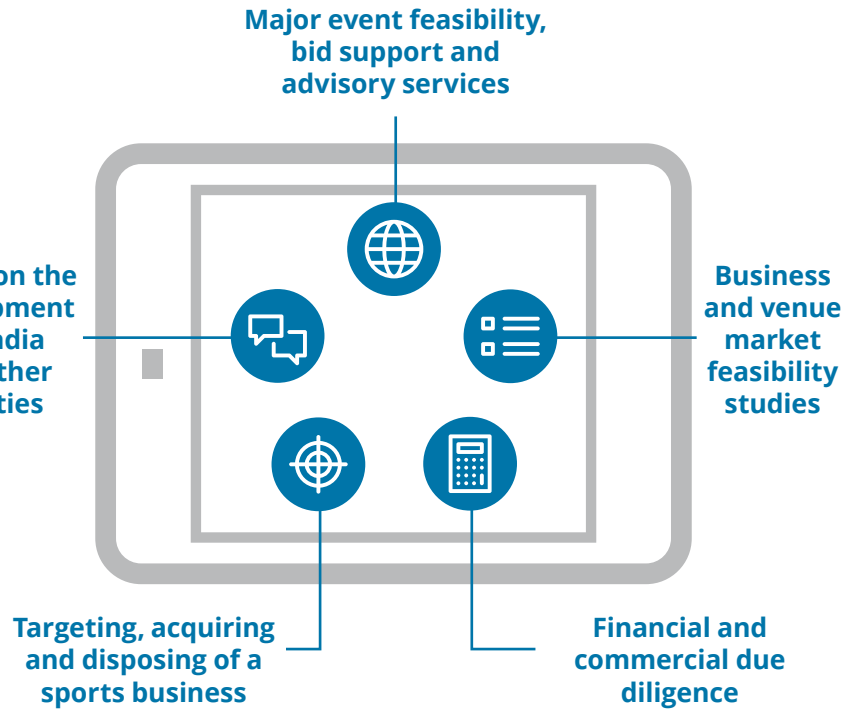 Major event feasibility,
bid support and
advisory services
on the
Business
and venue
market
feasibility
studies
Targeting, acquiring
and disposing of a
sports business
Financial and
commercial due
diligence